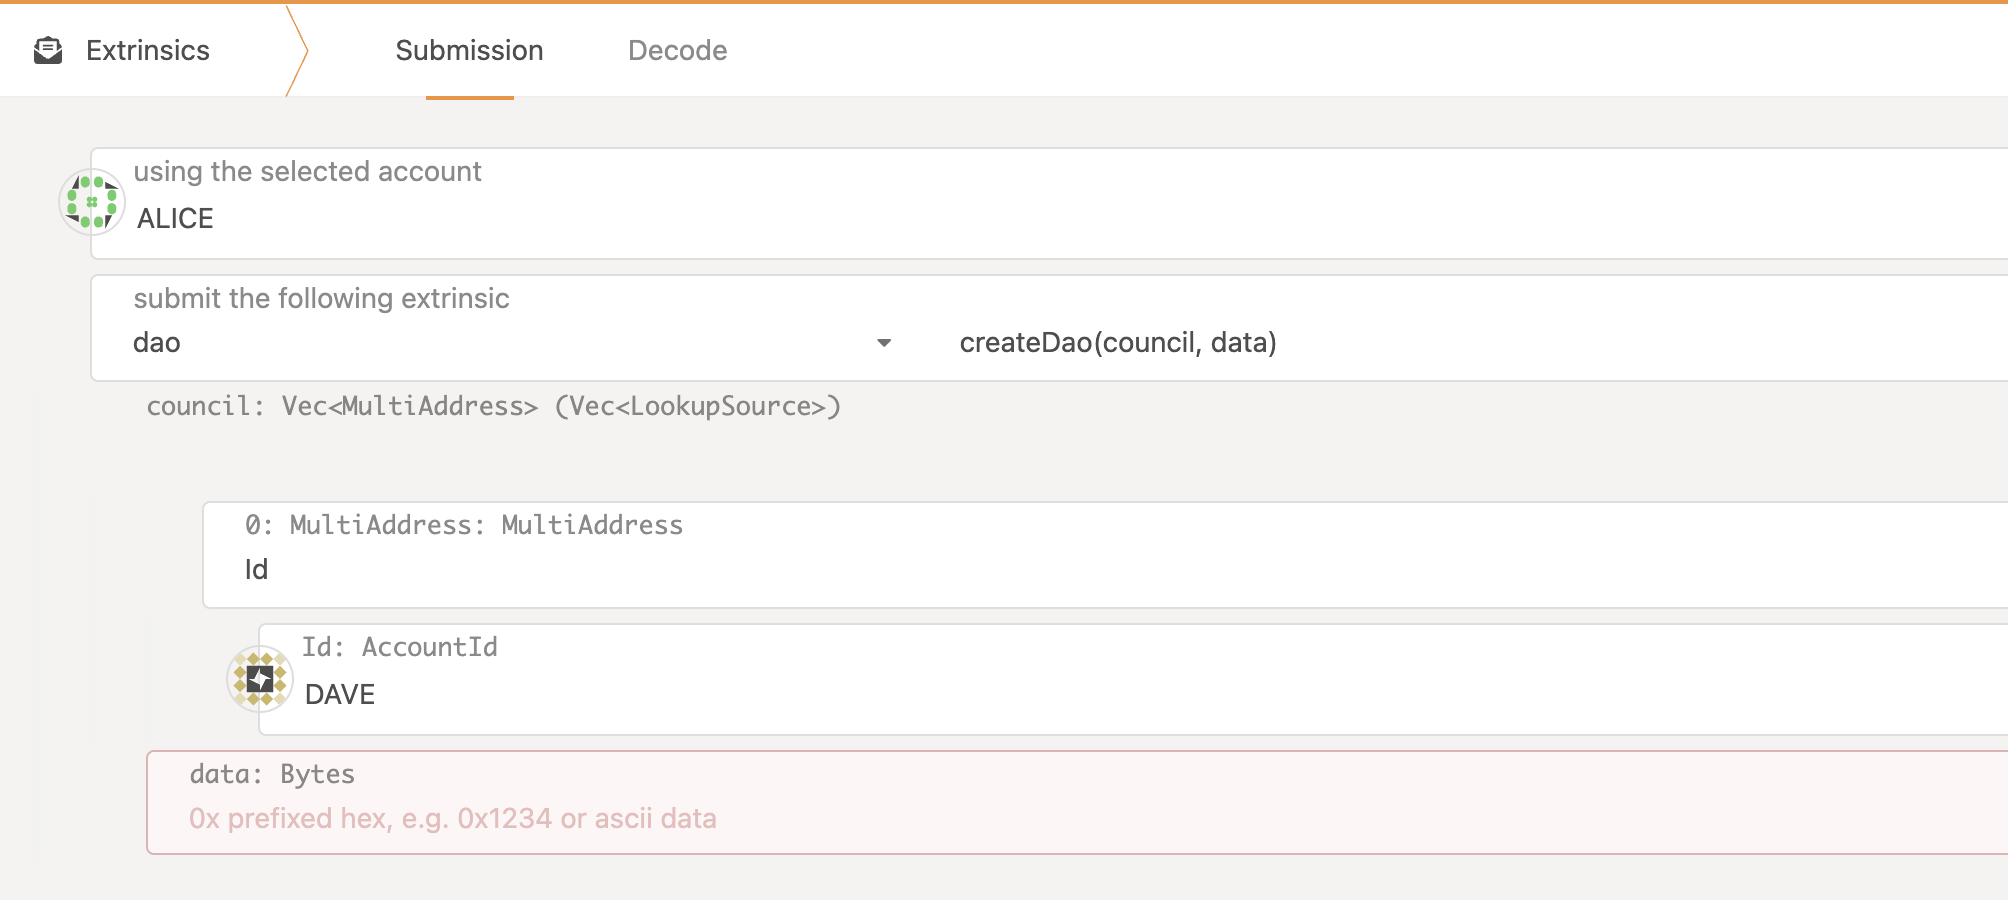 Extrinsics
Submission
Decode
using the selected account
ALICE
submit the following extrinsic
dao
createDao(council, data)
council: Vec<MultiAddress> (Vec<LookupSource>)
0: MultiAddress: MultiAddress
Id
Id: AccountId
DAVE
data: Bytes
0x prefixed hex, e.g. 0x1234 or ascii data